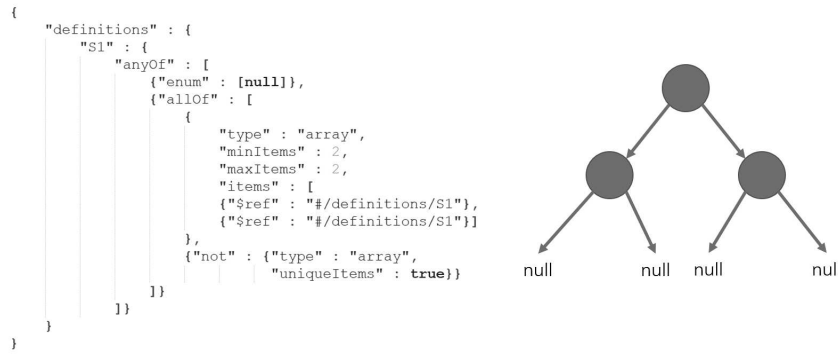 {
"definitions" : {
"S1" : {
"anyOf" : [
{"enum" : [null]},
{"allOf" : [
{
"type" : "array",
"minItems" : 2,
"maxItems" : 2,
"items" : [
{"$ref" : "#/definitions/S1"},
{"$ref" : "#/definitions/S1"}]
},
{"not" : {"type" : "array",
"uniqueItems" : true}}
]}
]}
}
}
null null null nul